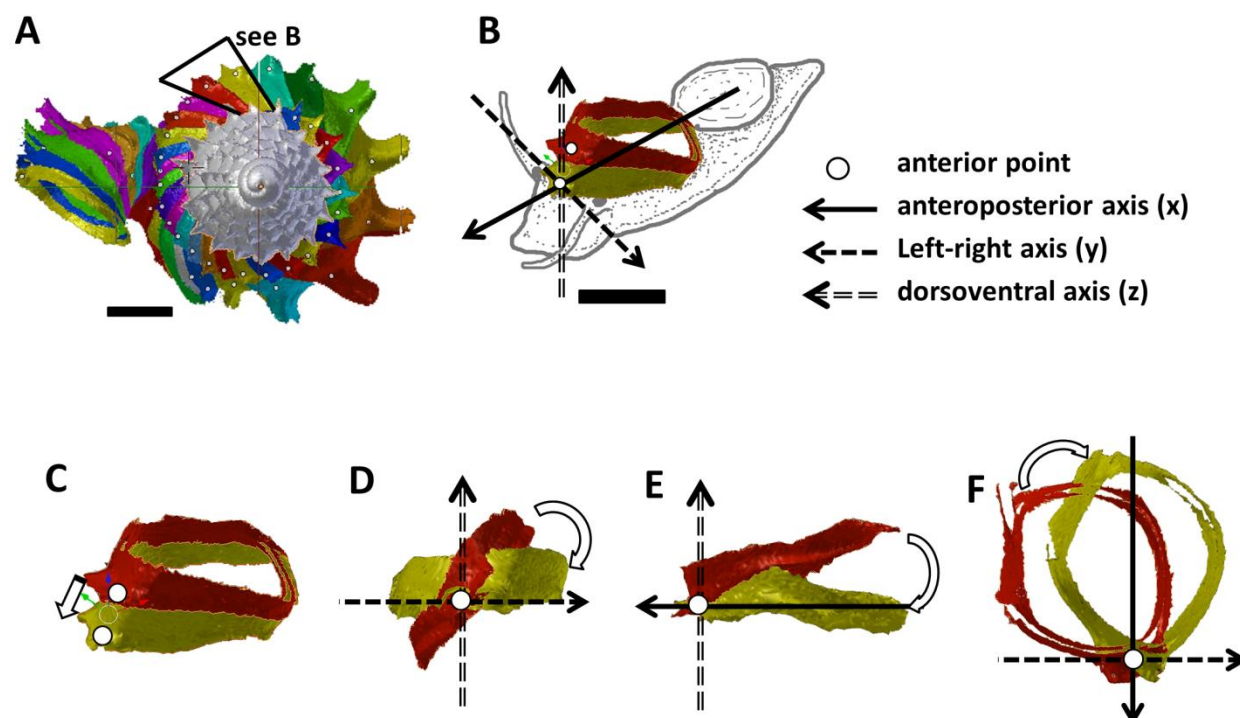 A
see B
B
anterior point
anteroposterior axis (x)
Left-right axis (y)
dorsoventral axis (z)
C
D
E
F